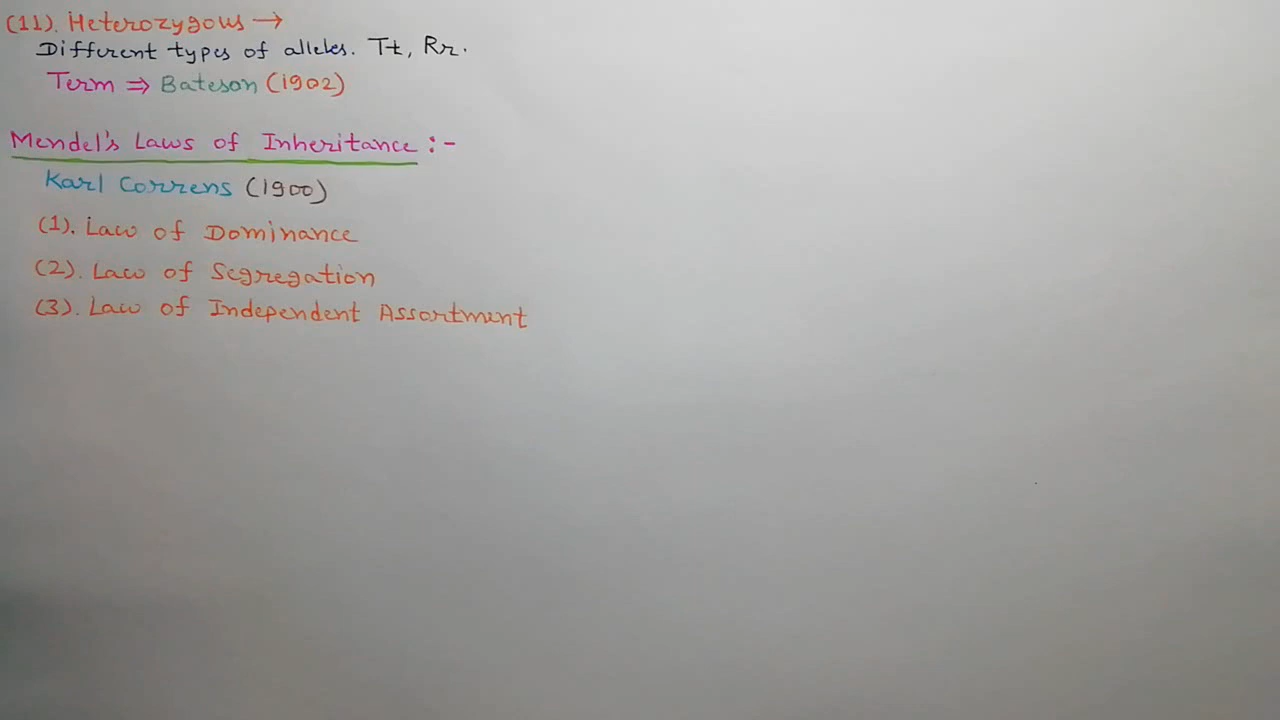 (11). Heterozygous →
Different types of alleles. Tt, Rr.
Term ⇒ Bateson (1902)
Mendel's Laws of Inheritance :-
Karl Correns (1900)
(1). Law of Dominance
(2). Law of Segregation
(3). Law of Independent Assortment